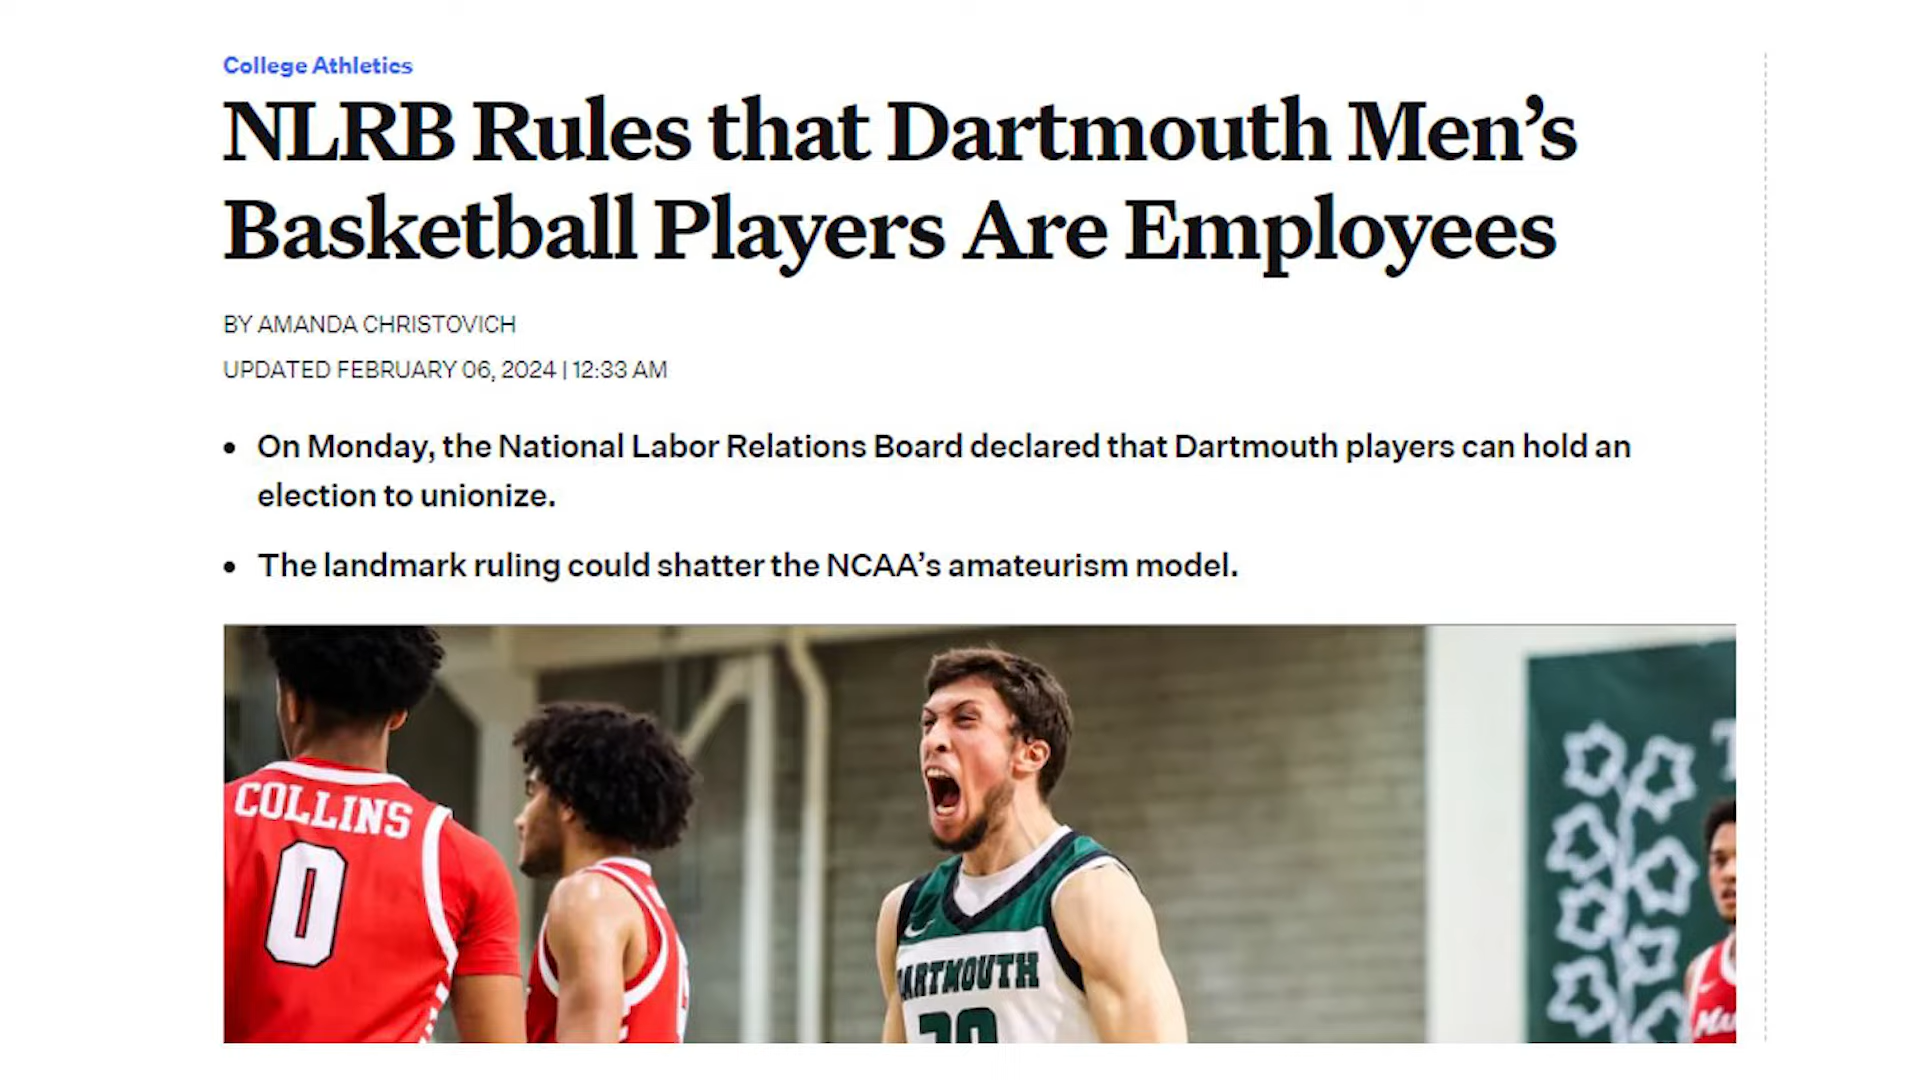 College Athletics
NLRB Rules that Dartmouth Men’s
Basketball Players Are Employees
BY AMANDA CHRISTOVICH
UPDATED FEBRUARY 06, 2024 | 12:33 AM
• On Monday, the National Labor Relations Board declared that Dartmouth players can hold an
election to unionize.
• The landmark ruling could shatter the NCAA’s amateurism model.
COLLINS
0
DARTMOUTH